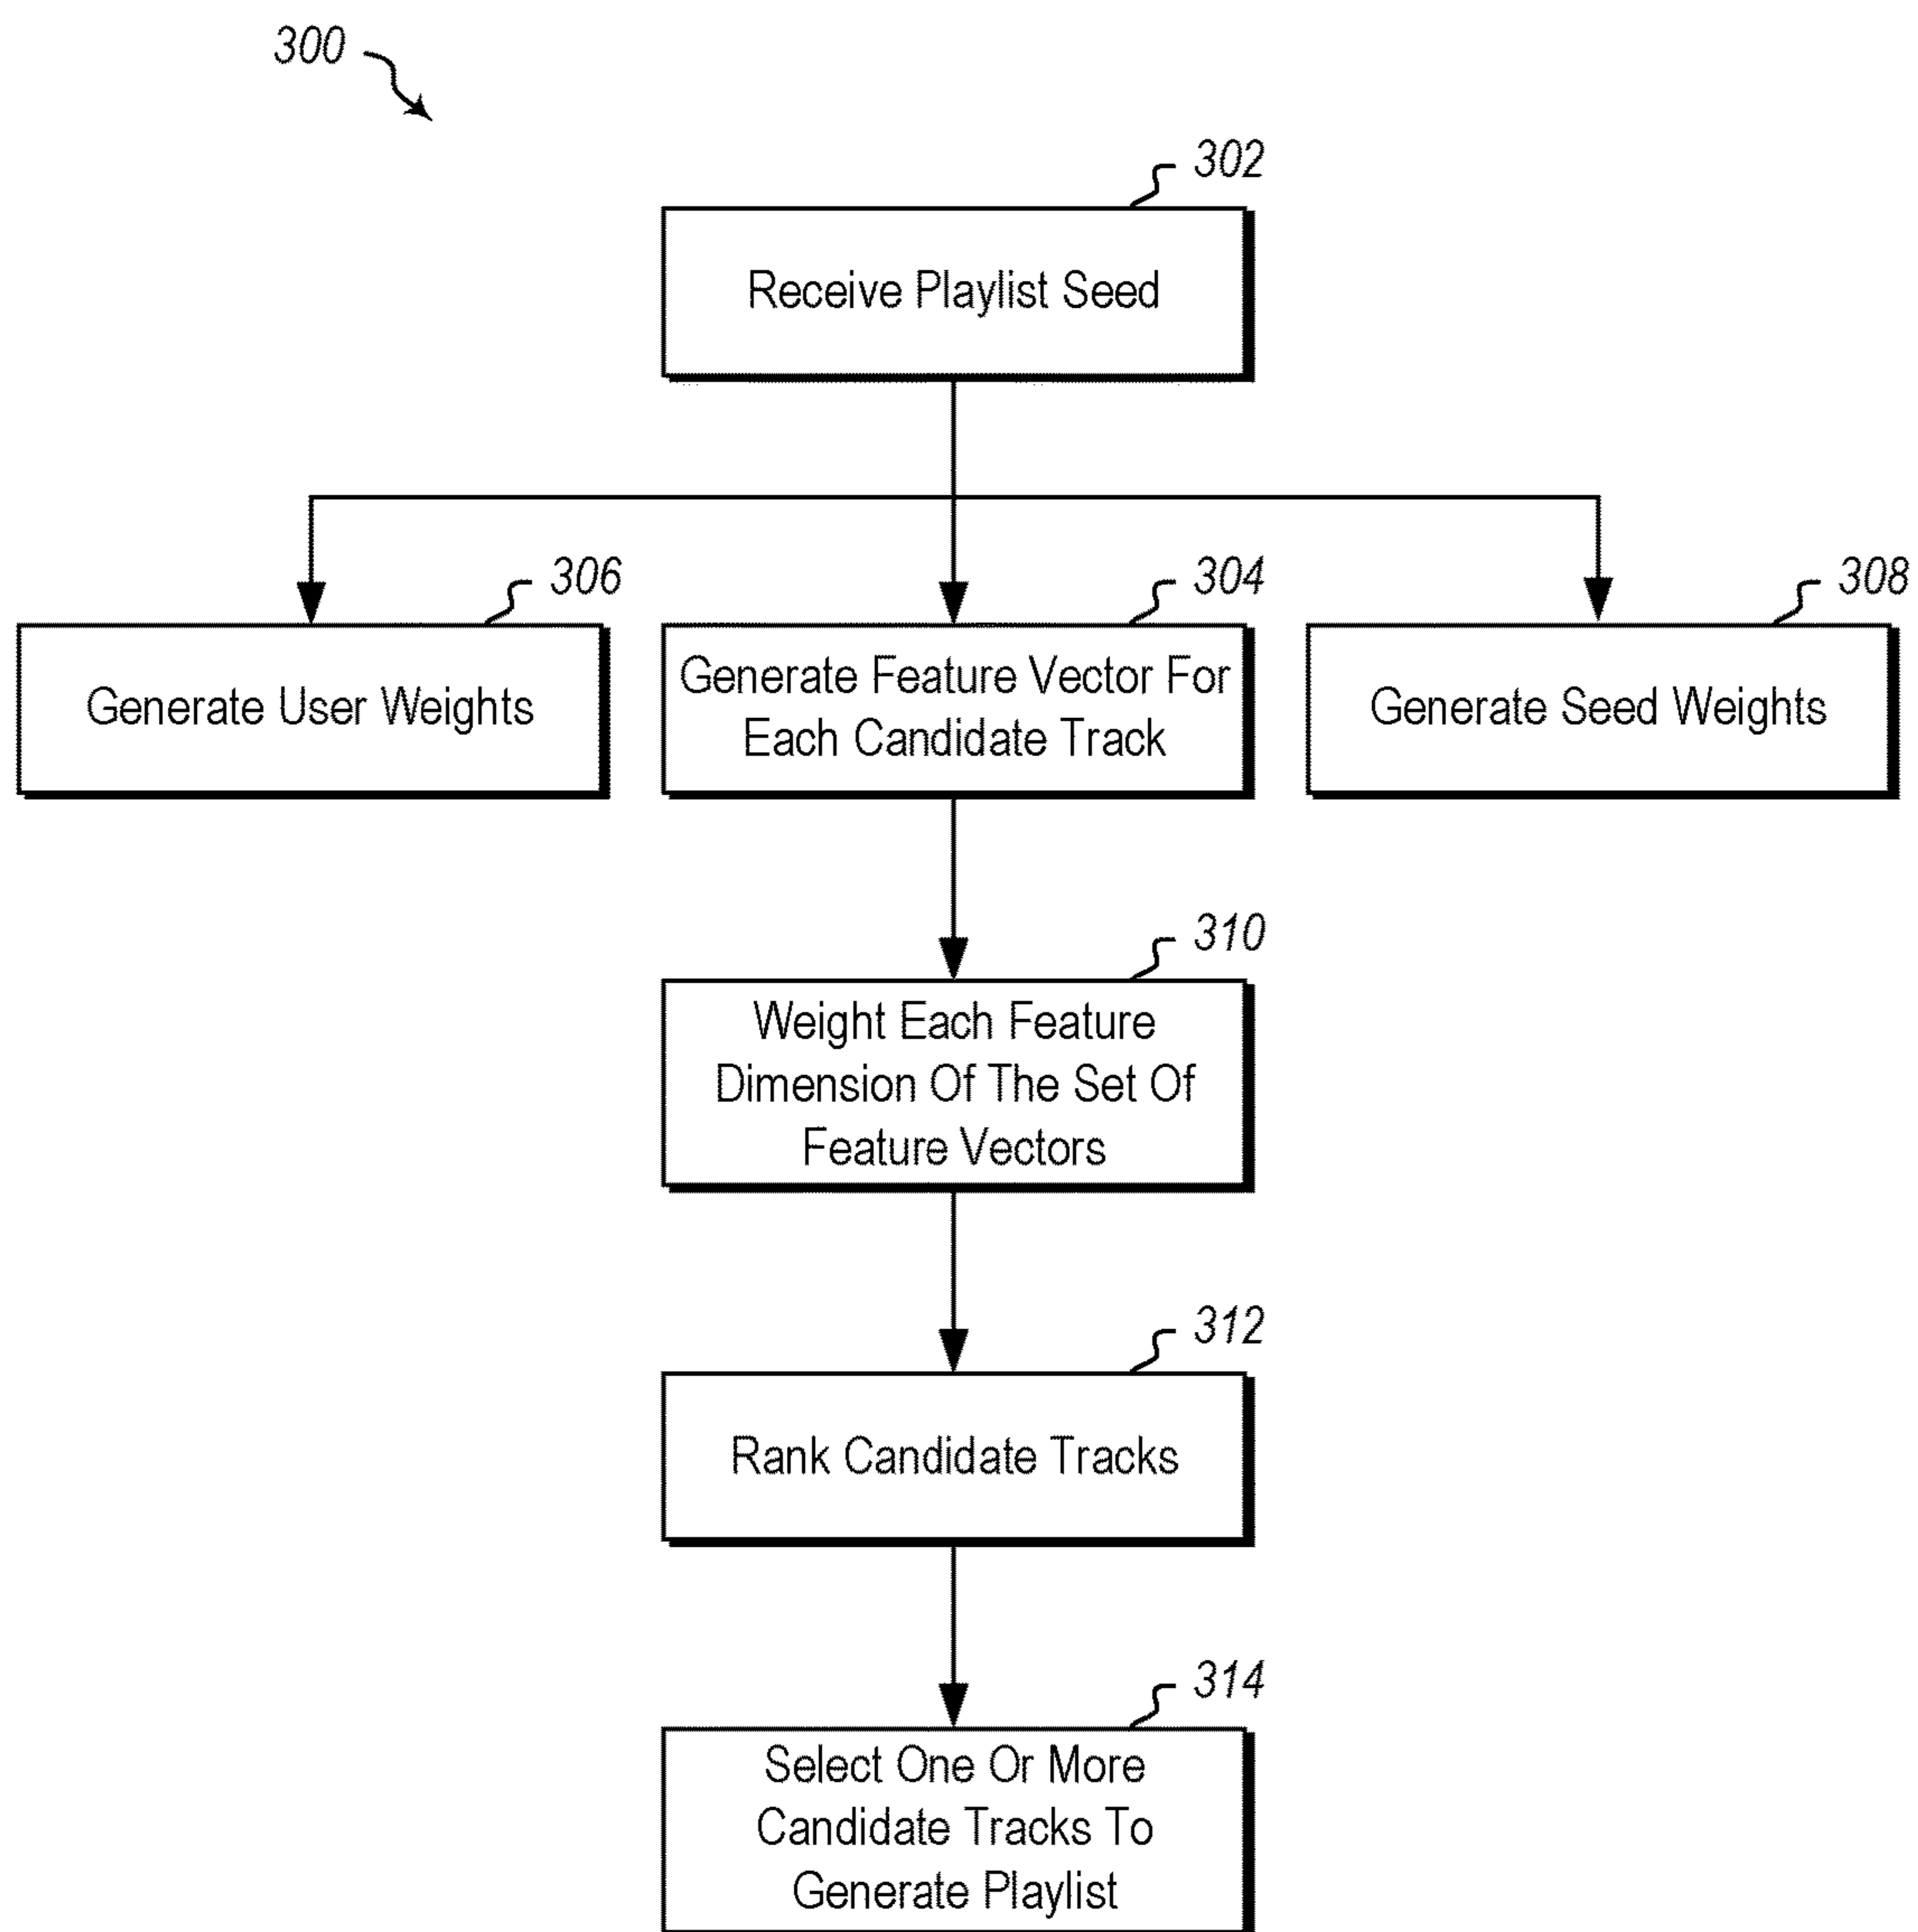 300
302
Receive Playlist Seed
306
304
308
Generate User Weights
Generate Feature Vector For
Each Candidate Track
Generate Seed Weights
310
Weight Each Feature
Dimension Of The Set Of
Feature Vectors
312
Rank Candidate Tracks
314
Select One Or More
Candidate Tracks To
Generate Playlist